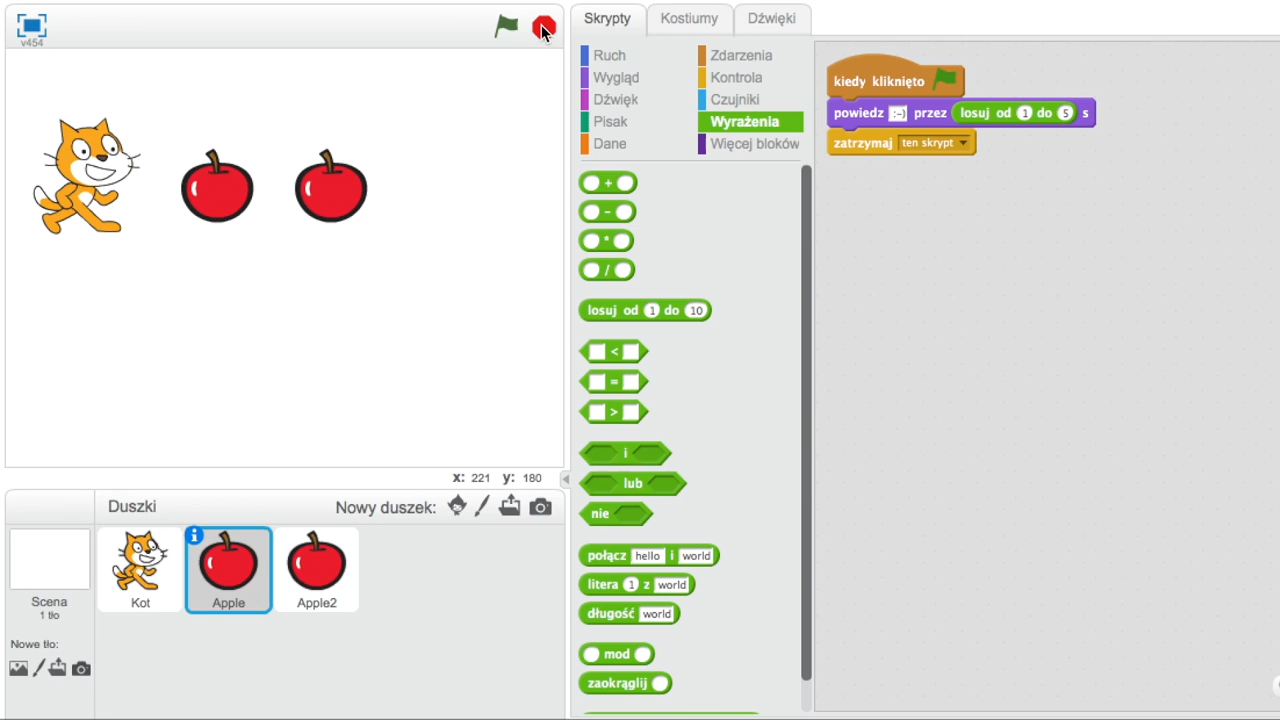 v454
x: 221 y: 180
Duszki
Nowy duszek:
Scena
1 tło
Nowe tło:
Kot
Apple
Apple2
Skrypty Kostiumy Dźwięki
Ruch Zdarzenia
Wygląd Kontrola
Dźwięk Czujniki
Pisak Wyrażenia
Dane Więcej bloków
+
-
*
/
losuj od 1 do 10
<
=
>
i
lub
nie
połącz hello i world
litera 1 z world
długość world
mod
zaokrąglij
kiedy kliknięto
powiedz :-) przez losuj od 1 do 5 s
zatrzymaj ten skrypt